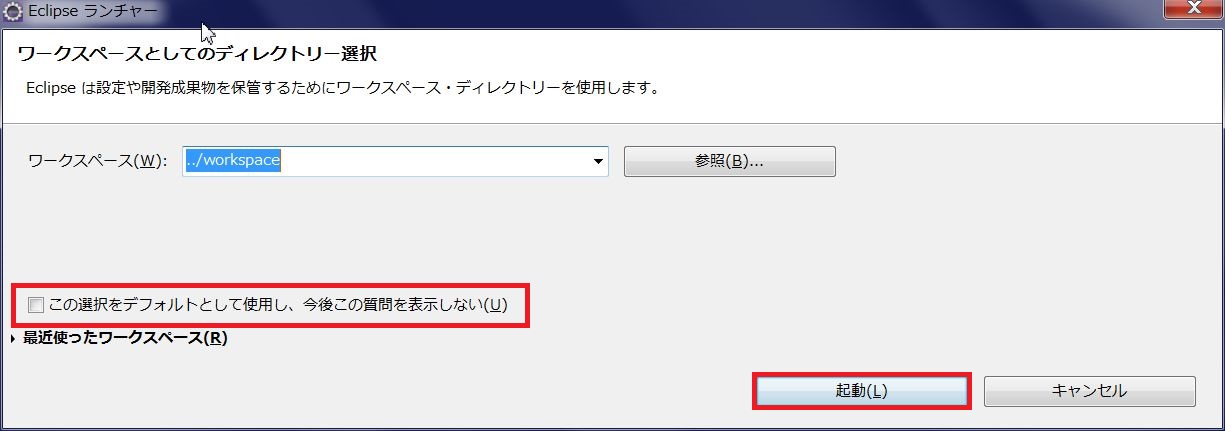 Eclipse ランチャー
ワークスペースとしてのディレクトリー選択
Eclipse は設定や開発成果物を保管するためにワークスペース・ディレクトリーを使用します。
ワークスペース(W): ../workspace 参照(B)...
この選択をデフォルトとして使用し、今後この質問を表示しない(U)
最近使ったワークスペース(R)
起動(L) キャンセル